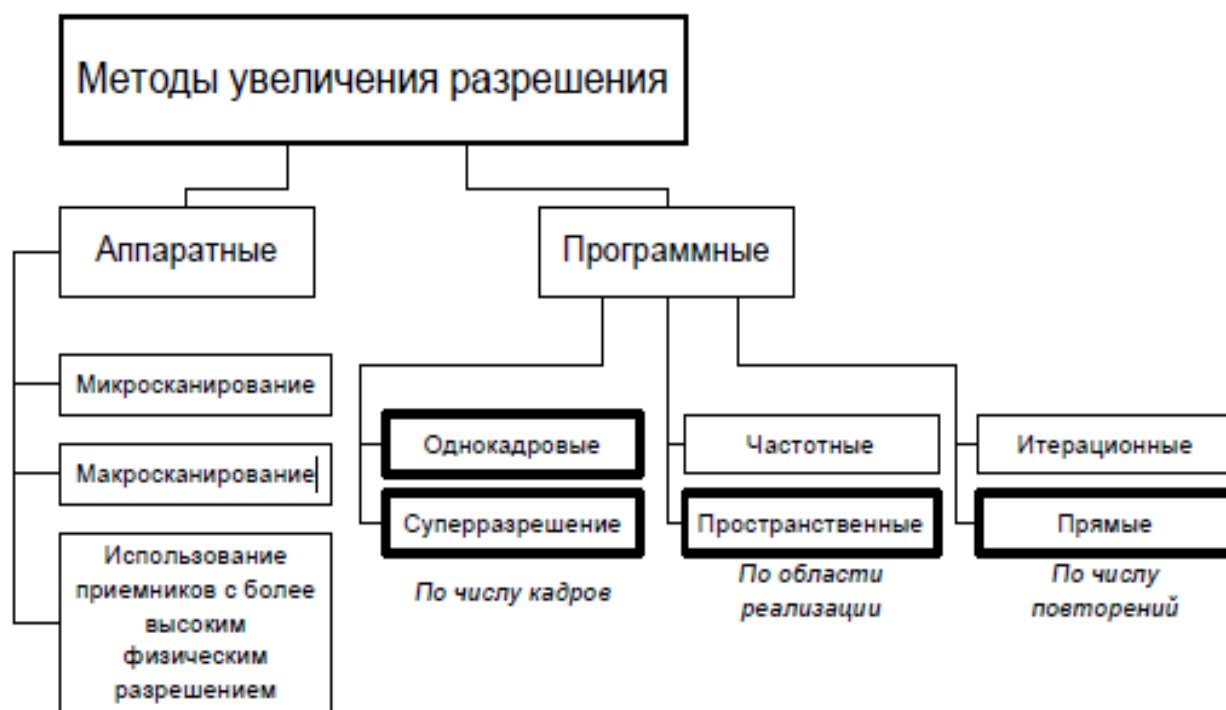 Методы увеличения разрешения
Аппаратные
Программные
Микросканирование
Макросканирование
Использование
приемников с более
высоким
физическим
разрешением
Однокадровые
Суперразрешение
По числу кадров
Частотные
Пространственные
По области
реализации
Итерационные
Прямые
По числу
повторений